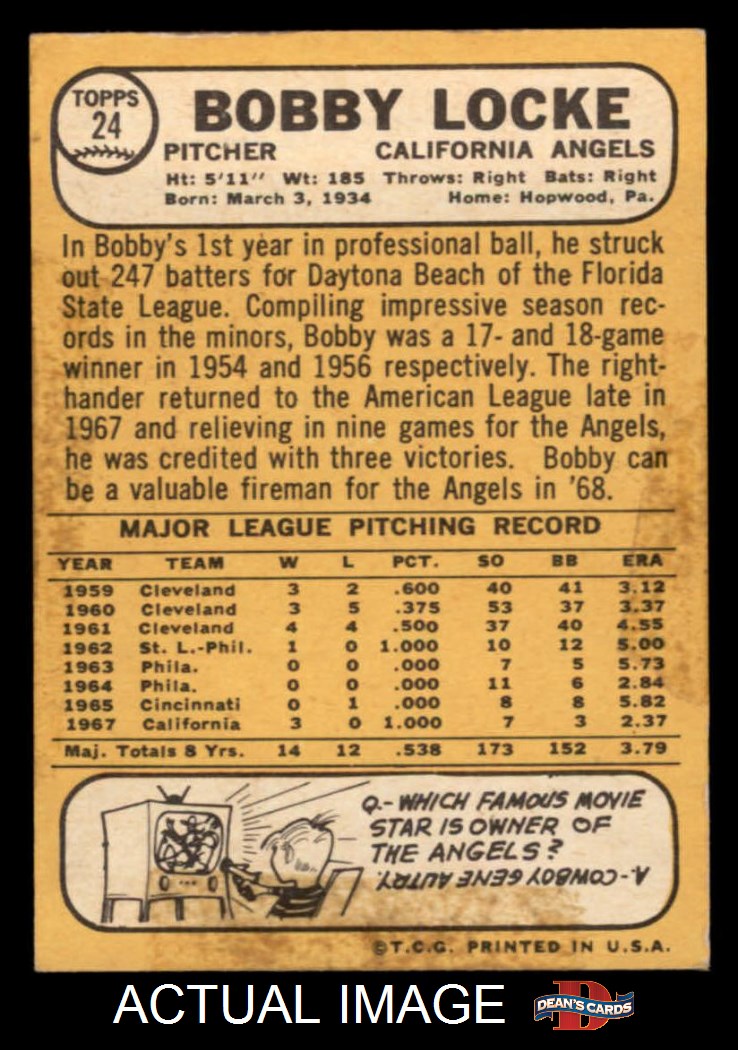 TOPPS
24
BOBBY LOCKE
PITCHER CALIFORNIA ANGELS
Ht: 5'11" Wt: 185 Throws: Right Bats: Right
Born: March 3, 1934 Home: Hopwood, Pa.
In Bobby's 1st year in professional ball, he struck
out 247 batters for Daytona Beach of the Florida
State League. Compiling impressive season rec-
ords in the minors, Bobby was a 17- and 18-game
winner in 1954 and 1956 respectively. The right-
hander returned to the American League late in
1967 and relieving in nine games for the Angels,
he was credited with three victories. Bobby can
be a valuable fireman for the Angels in '68.
MAJOR LEAGUE PITCHING RECORD
YEAR TEAM W L PCT. SO BB ERA
1959 Cleveland 3 2 .600 40 41 3.12
1960 Cleveland 3 5 .375 53 37 3.37
1961 Cleveland 4 4 .500 37 40 4.55
1962 St. L.-Phil. 1 0 1.000 10 12 5.00
1963 Phila. 0 0 .000 7 5 5.73
1964 Phila. 0 0 .000 11 6 2.84
1965 Cincinnati 0 1 .000 8 8 5.82
1967 California 3 0 1.000 7 3 2.37
Maj. Totals 8 Yrs. 14 12 .538 173 152 3.79
Q.- WHICH FAMOUS MOVIE
STAR IS OWNER OF
THE ANGELS?
A.- COWBOY GENE AUTRY.
©T.C.G. PRINTED IN U.S.A.
ACTUAL IMAGE
D
DEAN'S CARDS